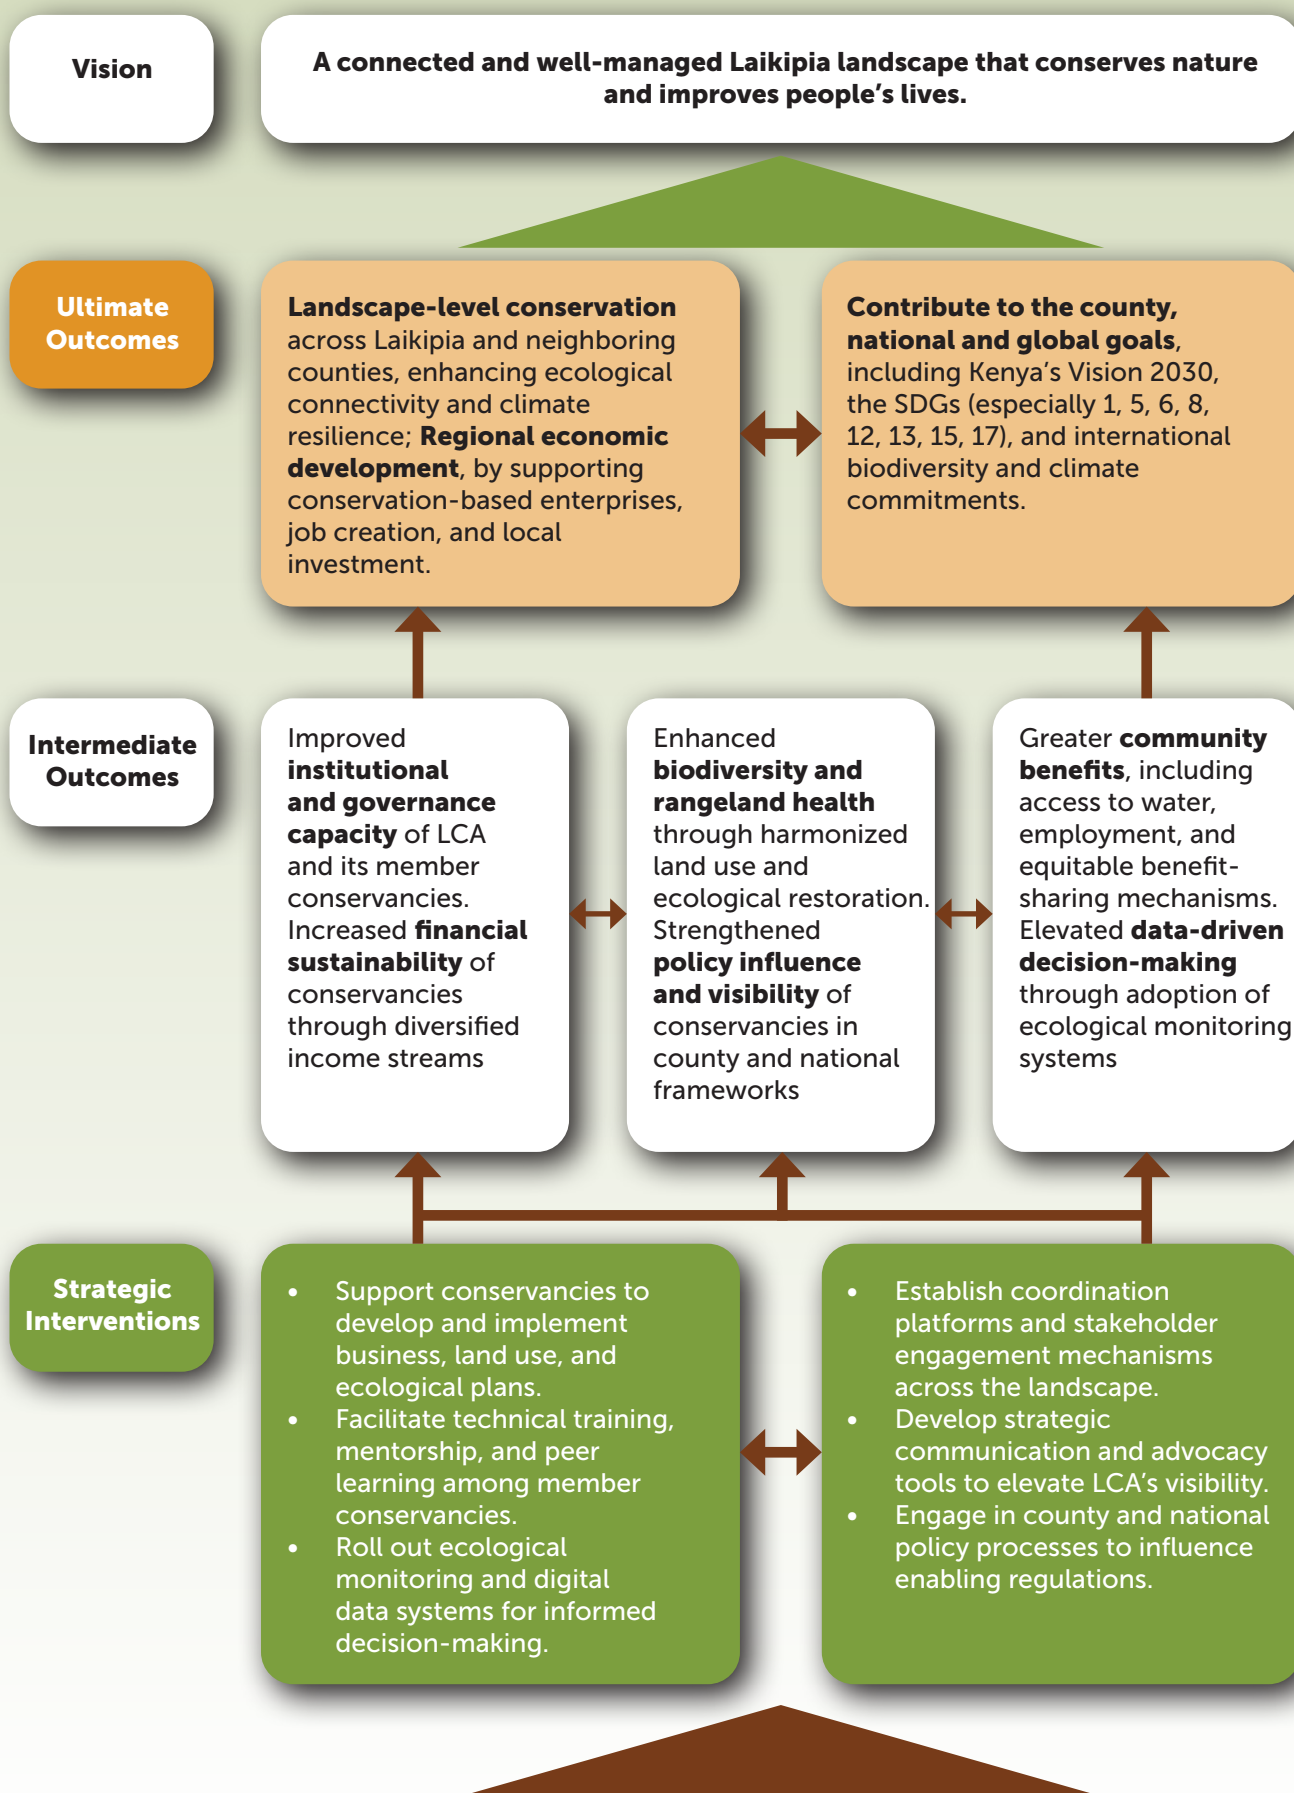 Vision
A connected and well-managed Laikipia landscape that conserves nature
and improves people’s lives.
Ultimate
Outcomes
Landscape-level conservation
across Laikipia and neighboring
counties, enhancing ecological
connectivity and climate
resilience; Regional economic
development, by supporting
conservation-based enterprises,
job creation, and local
investment.
Contribute to the county,
national and global goals,
including Kenya’s Vision 2030,
the SDGs (especially 1, 5, 6, 8,
12, 13, 15, 17), and international
biodiversity and climate
commitments.
Intermediate
Outcomes
Improved
institutional
and governance
capacity of LCA
and its member
conservancies.
Increased financial
sustainability of
conservancies
through diversified
income streams
Enhanced
biodiversity and
rangeland health
through harmonized
land use and
ecological restoration.
Strengthened
policy influence
and visibility of
conservancies in
county and national
frameworks
Greater community
benefits, including
access to water,
employment, and
equitable benefit-
sharing mechanisms.
Elevated data-driven
decision-making
through adoption of
ecological monitoring
systems
Strategic
Interventions
• Support conservancies to
develop and implement
business, land use, and
ecological plans.
• Facilitate technical training,
mentorship, and peer
learning among member
conservancies.
• Roll out ecological
monitoring and digital
data systems for informed
decision-making.
• Establish coordination
platforms and stakeholder
engagement mechanisms
across the landscape.
• Develop strategic
communication and advocacy
tools to elevate LCA’s visibility.
• Engage in county and national
policy processes to influence
enabling regulations.